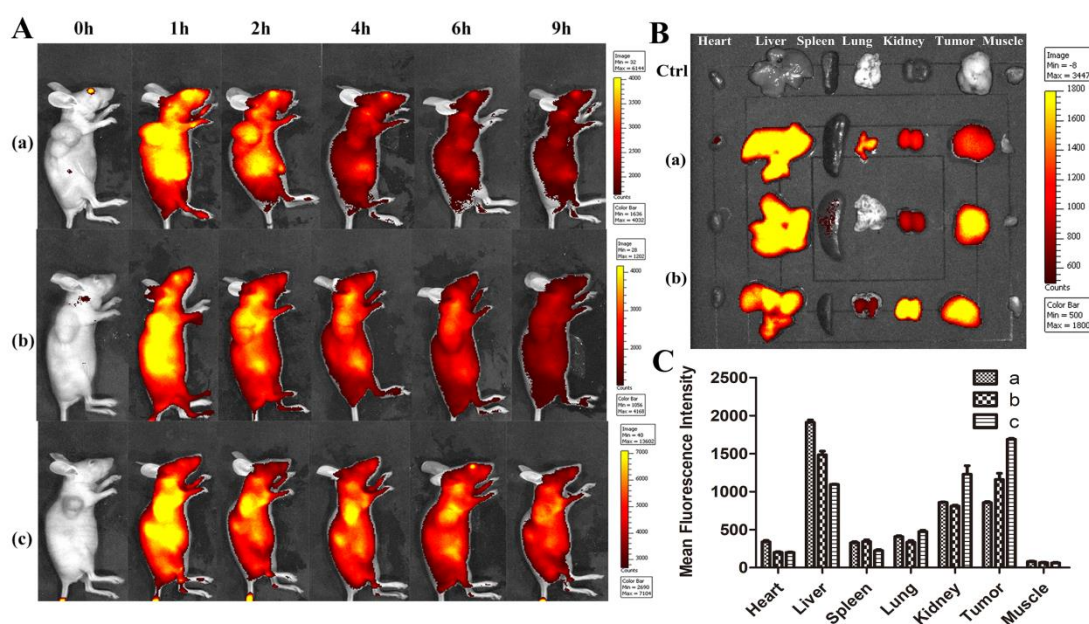 A
0h 1h 2h 4h 6h 9h
(a)
Image
Min = 92
Max = 6144
4000
3500
3000
2500
2000
Counts
Color Bar
Min = 1636
Max = 4032
(b)
Image
Min = 28
Max = 1202
4000
3000
2000
Counts
Color Bar
Min = 1056
Max = 4168
(c)
Image
Min = 40
Max = 13602
7000
6000
5000
4000
3000
Counts
Color Bar
Min = 2690
Max = 7104
B
Heart Liver Spleen Lung Kidney Tumor Muscle
Ctrl
(a)
(b)
Image
Min = -8
Max = 3447
1800
1600
1400
1200
1000
800
600
Counts
Color Bar
Min = 500
Max = 1800
C
Mean Fluorescence Intensity
2500
2000
1500
1000
500
0
a
b
c
Heart
Liver
Spleen
Lung
Kidney
Tumor
Muscle